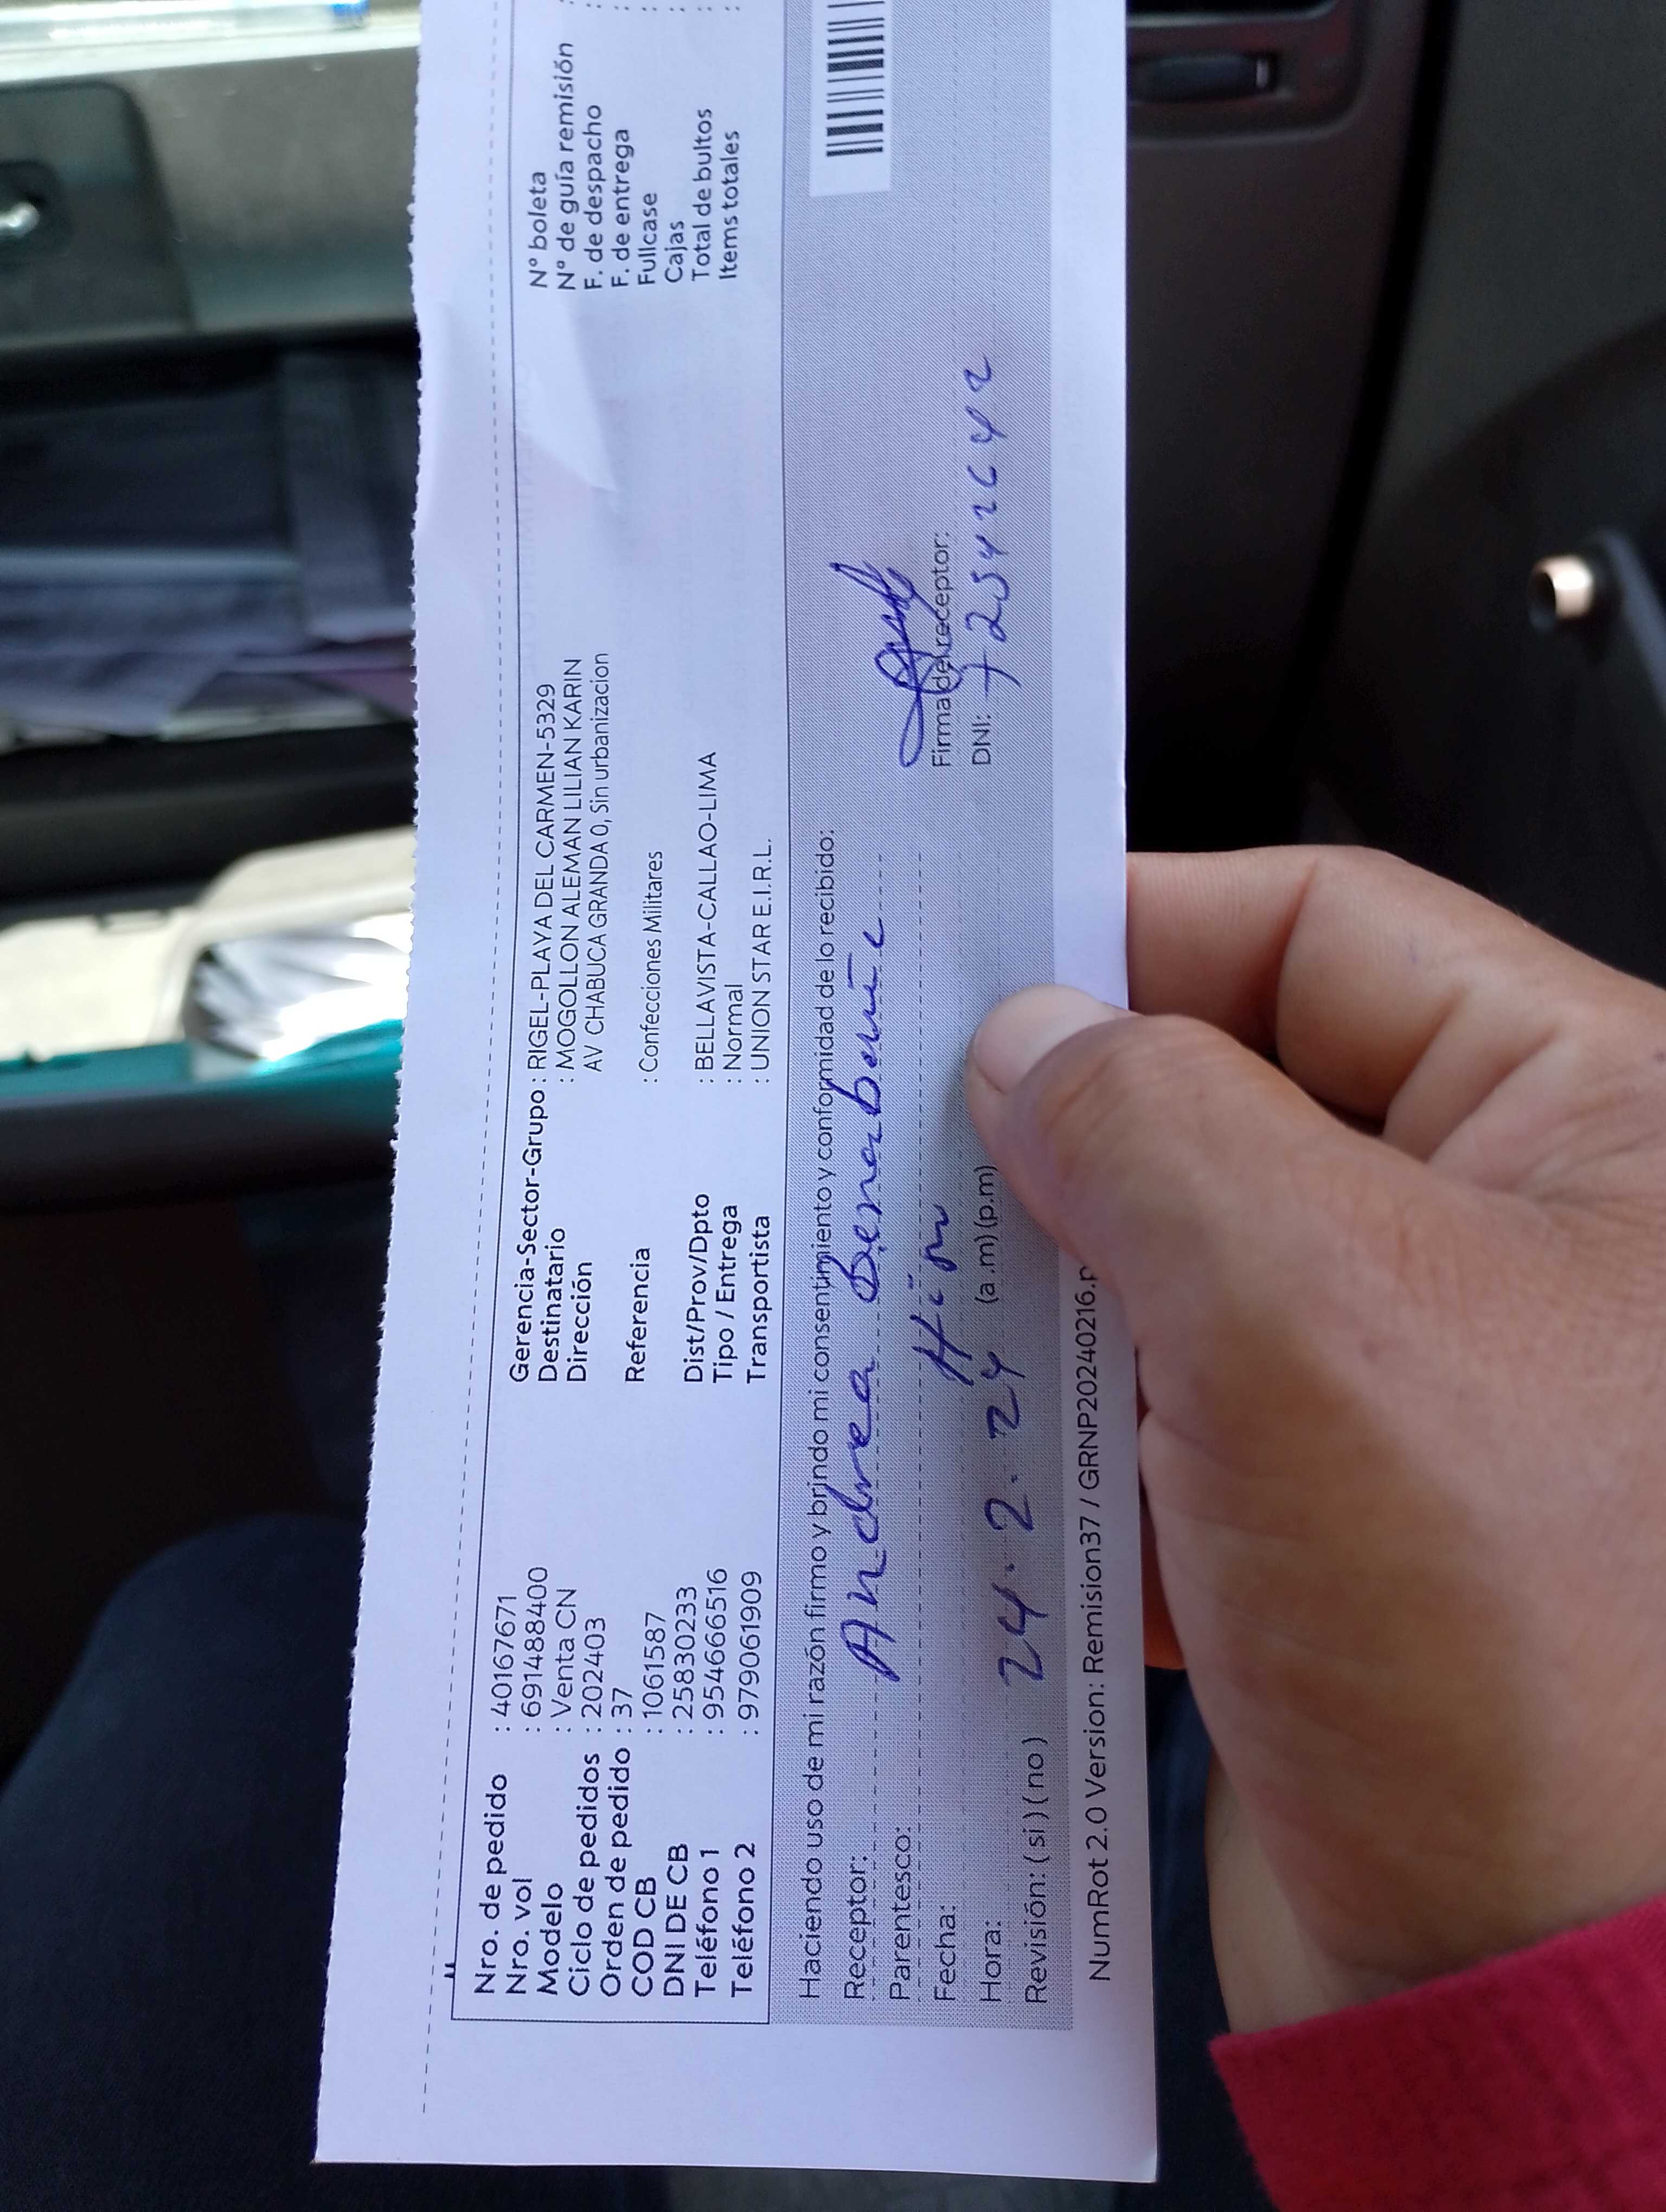 Nro. de pedido : 40167671
Nro. vol : 691488400
Modelo : Venta CN
Ciclo de pedidos : 202403
Orden de pedido : 37
COD CB : 1061587
DNI DE CB : 25830233
Teléfono 1 : 954666516
Teléfono 2 : 979061909
Gerencia-Sector-Grupo : RIGEL-PLAYA DEL CARMEN-5329
Destinatario : MOGOLLON ALEMAN LILIAN KARIN
Dirección AV CHABUCA GRANDA 0, Sin urbanizacion
Referencia : Confecciones Militares
Dist/Prov/Dpto : BELLAVISTA-CALLAO-LIMA
Tipo / Entrega : Normal
Transportista : UNION STAR E.I.R.L.
N° boleta :
N° de guía remisión :
F. de despacho :
F. de entrega :
Fullcase :
Cajas :
Total de bultos :
Items totales :
Haciendo uso de mi razón firmo y brindo mi consentimiento y conformidad de lo recibido:
Receptor: Andrea
Parentesco:
Fecha:
Hora: 24. 2. 24 (a.m) (p.m)
Revisión: (si) (no)
Firma del receptor:
DNI:
NumRot 2.0 Version: Remision37 / GRNP20240216.